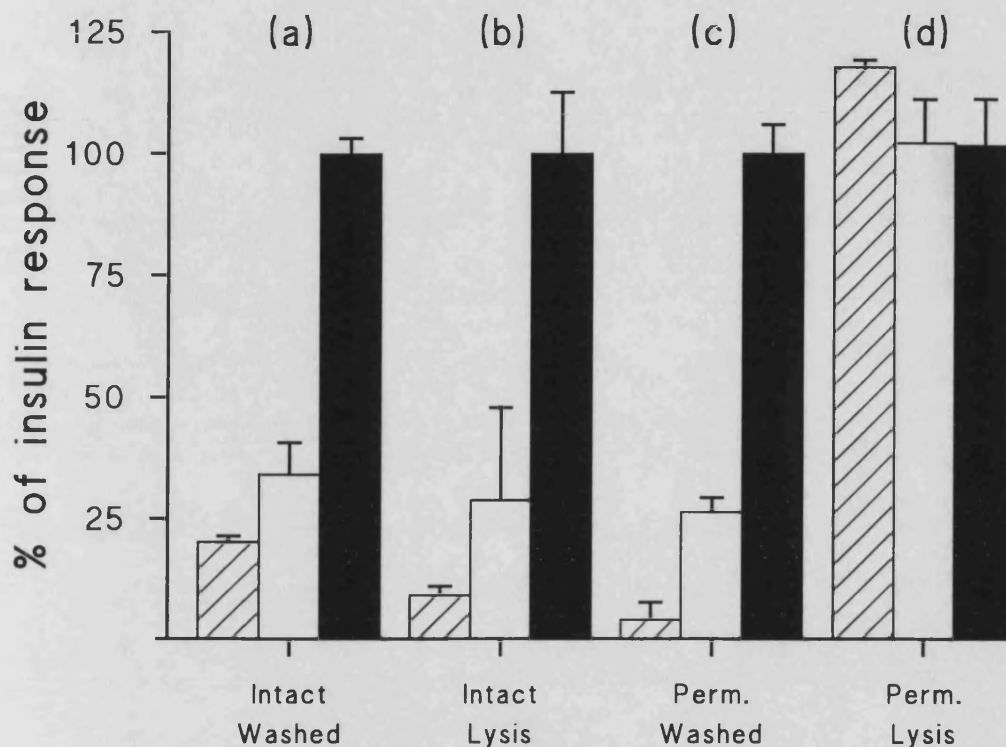 (a) (b) (c) (d)
125
100
75
50
25
% of insulin response
Intact Intact Perm. Perm.
Washed Lysis Washed Lysis